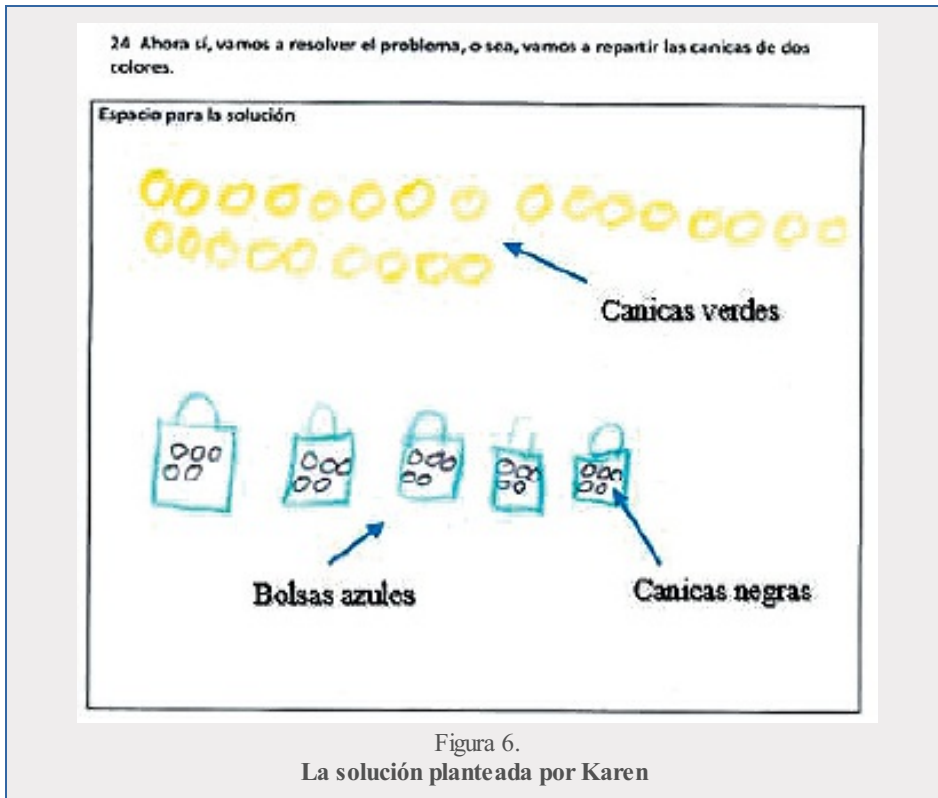 24 Ahora sí, vamos a resolver el problema, o sea, vamos a repartir las canicas de dos
colores.
Espacio para la solución
Canicas verdes
Bolsas azules
Canicas negras
Figura 6.
La solución planteada por Karen